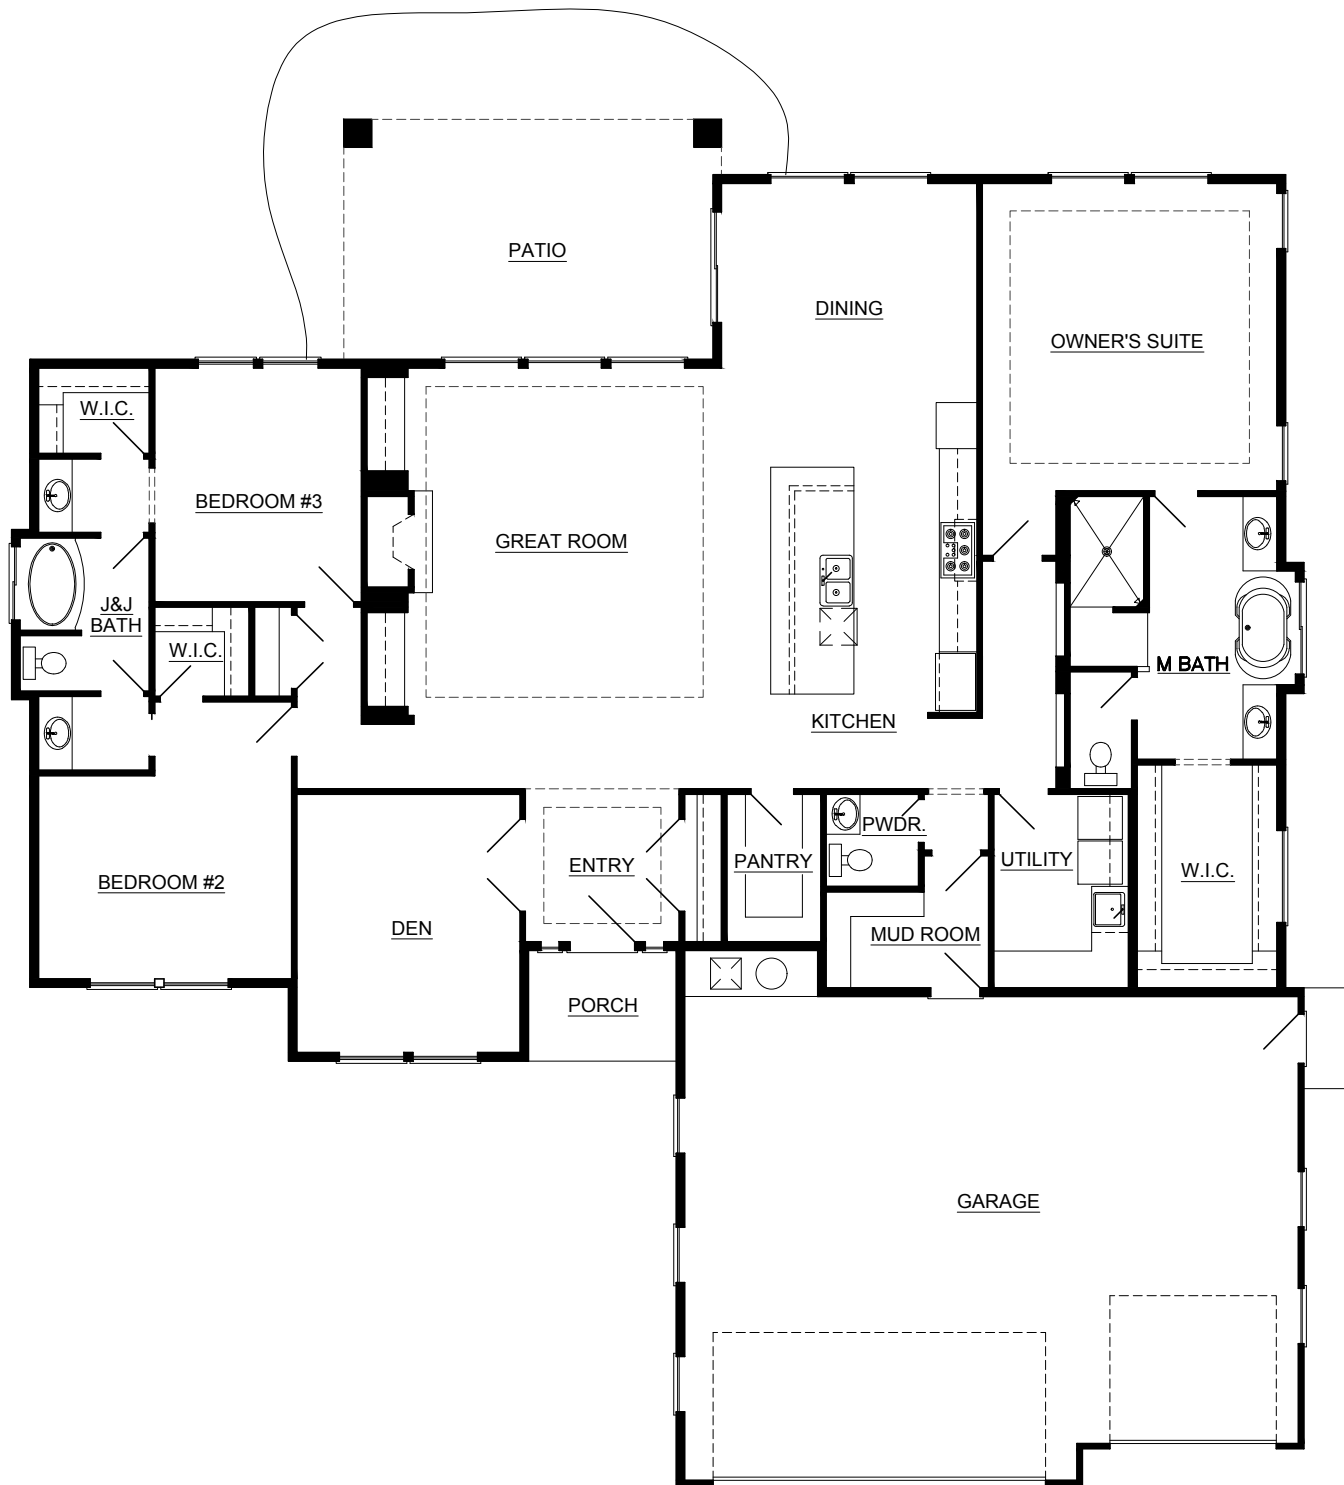 PATIO
DINING
OWNER'S SUITE
W.I.C.
BEDROOM #3
GREAT ROOM
J&J
BATH
W.I.C.
M BATH
KITCHEN
PWDR.
ENTRY
PANTRY
UTILITY
W.I.C.
BEDROOM #2
DEN
MUD ROOM
PORCH
GARAGE